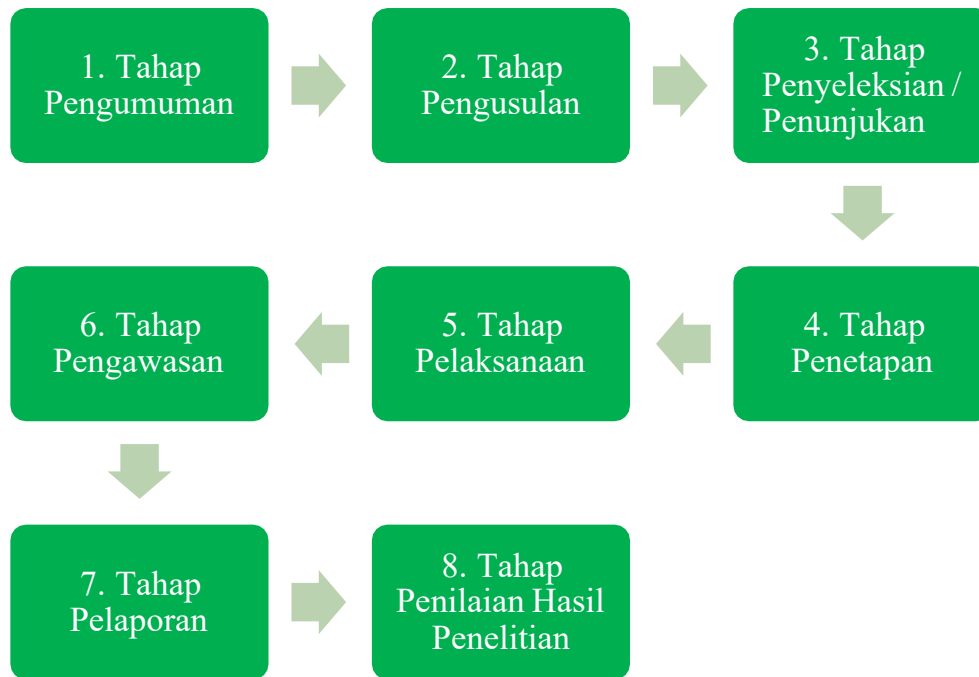 1. Tahap
Pengumuman
2. Tahap
Pengusulan
3. Tahap
Penyeleksian /
Penunjukan
4. Tahap
Penetapan
5. Tahap
Pelaksanaan
6. Tahap
Pengawasan
7. Tahap
Pelaporan
8. Tahap
Penilaian Hasil
Penelitian